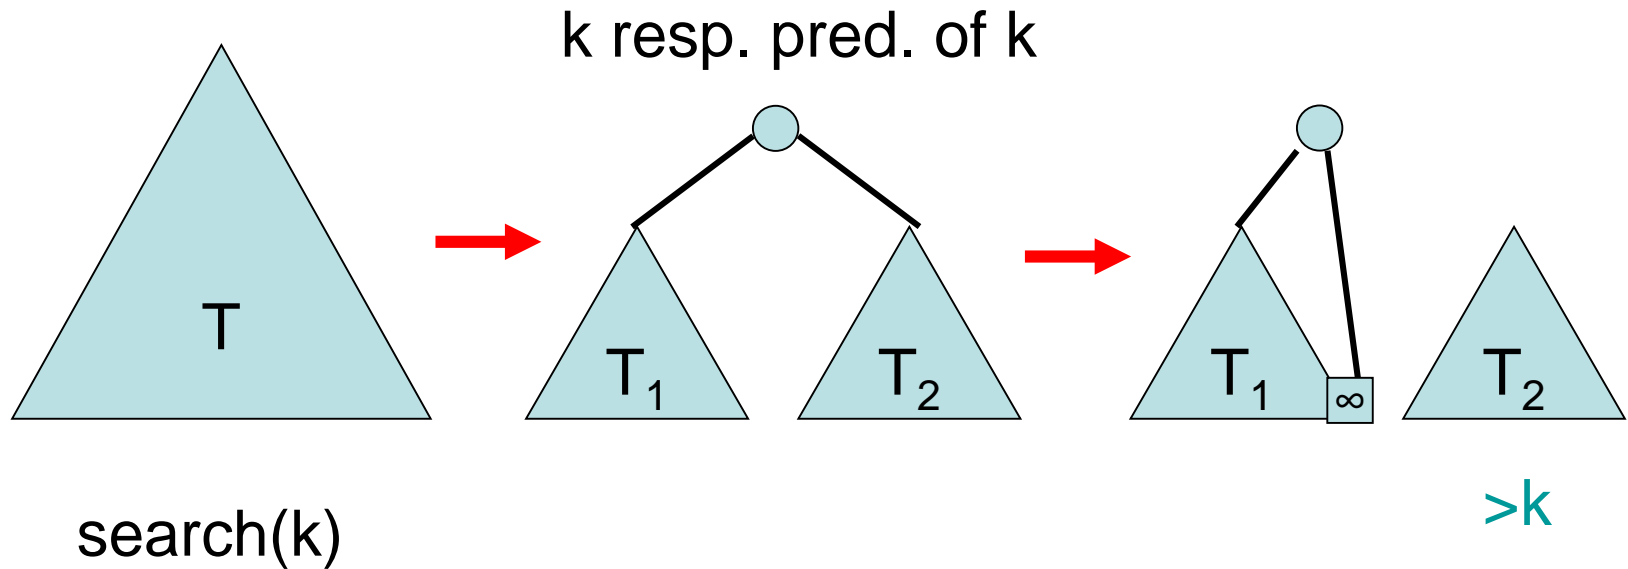 k resp. pred. of k
T
T₁
T₂
T₁
∞
T₂
search(k)
>k